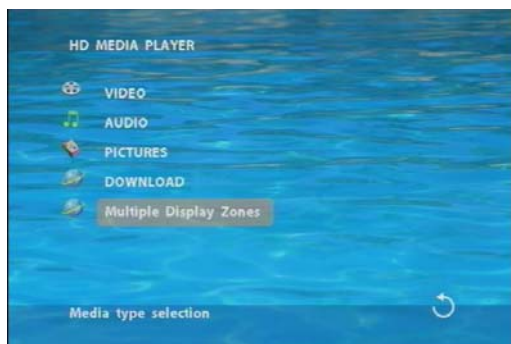 HD MEDIA PLAYER
VIDEO
AUDIO
PICTURES
DOWNLOAD
Multiple Display Zones
Media type selection